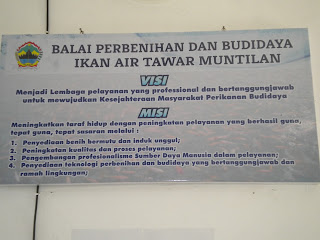 BALAI PERBENIHAN DAN BUDIDAYA
IKAN AIR TAWAR MUNTILAN
VISI
Menjadi Lembaga pelayanan yang professional dan bertanggungjawab
untuk mewujudkan Kesejahteraan Masyarakat Perikanan Budidaya
MISI
Meningkatkan taraf hidup dengan peningkatan pelayanan yang berhasil guna,
tepat guna, tepat sasaran melalui :
1. Penyediaan benih bermutu dan induk unggul;
2. Peningkatan kualitas dan proses pelayanan;
3. Pengembangan profesionalisme Sumber Daya Manusia dalam pelayanan;
4. Penyediaan teknologi perbenihan dan budidaya yang bertanggungjawab dan
ramah lingkungan;